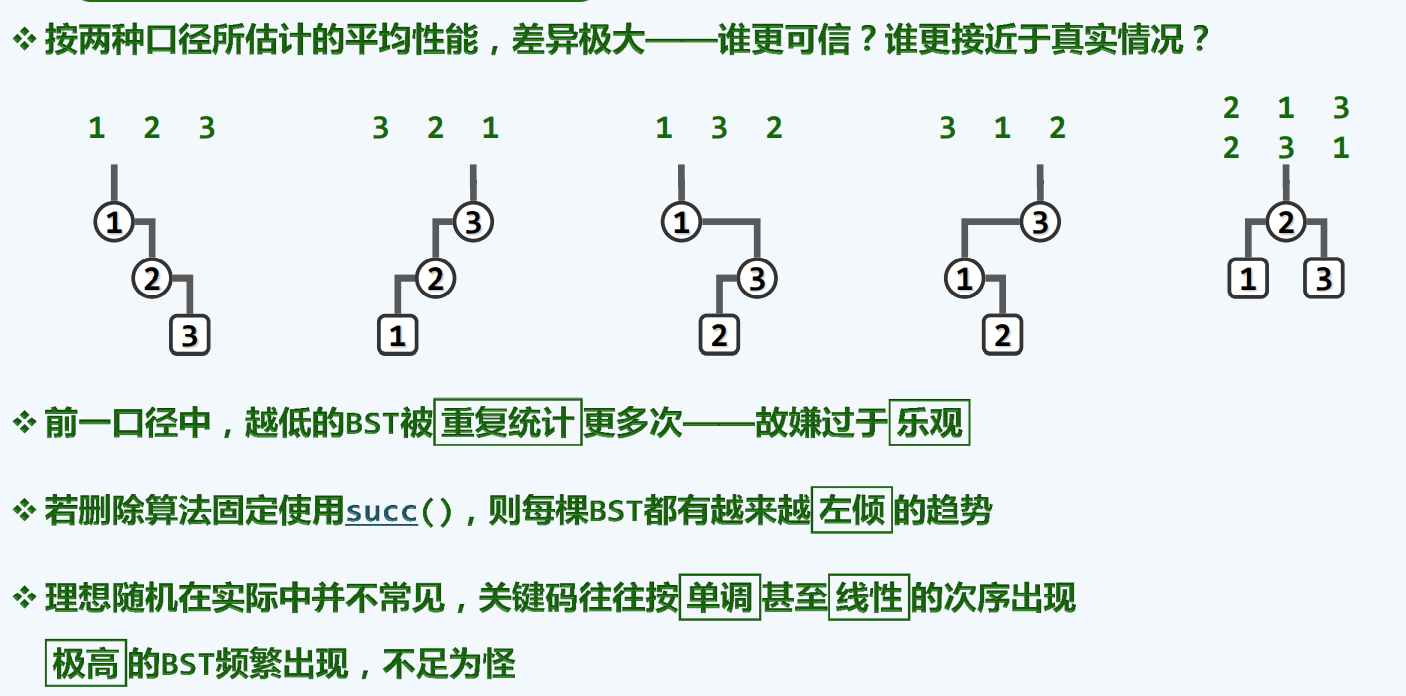 ❖ 按两种口径所估计的平均性能，差异极大——谁更可信？谁更接近于真实情况？
1 2 3
3 2 1
1 3 2
3 1 2
2 1 3
2 3 1
1
2
3
3
2
1
1
3
2
3
1
2
2
1 3
❖ 前一口径中，越低的BST被重复统计更多次——故嫌过于乐观
❖ 若删除算法固定使用succ()，则每棵BST都有越来越左倾的趋势
❖ 理想随机在实际中并不常见，关键码往往按单调甚至线性的次序出现
极高的BST频繁出现，不足为怪